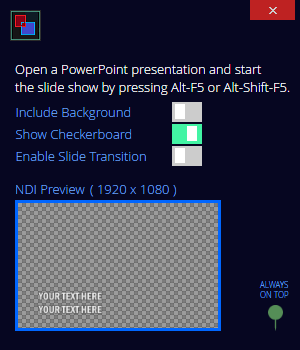 Open a PowerPoint presentation and start
the slide show by pressing Alt-F5 or Alt-Shift-F5.
Include Background
Show Checkerboard
Enable Slide Transition
NDI Preview ( 1920 x 1080 )
YOUR TEXT HERE
YOUR TEXT HERE
ALWAYS
ON TOP